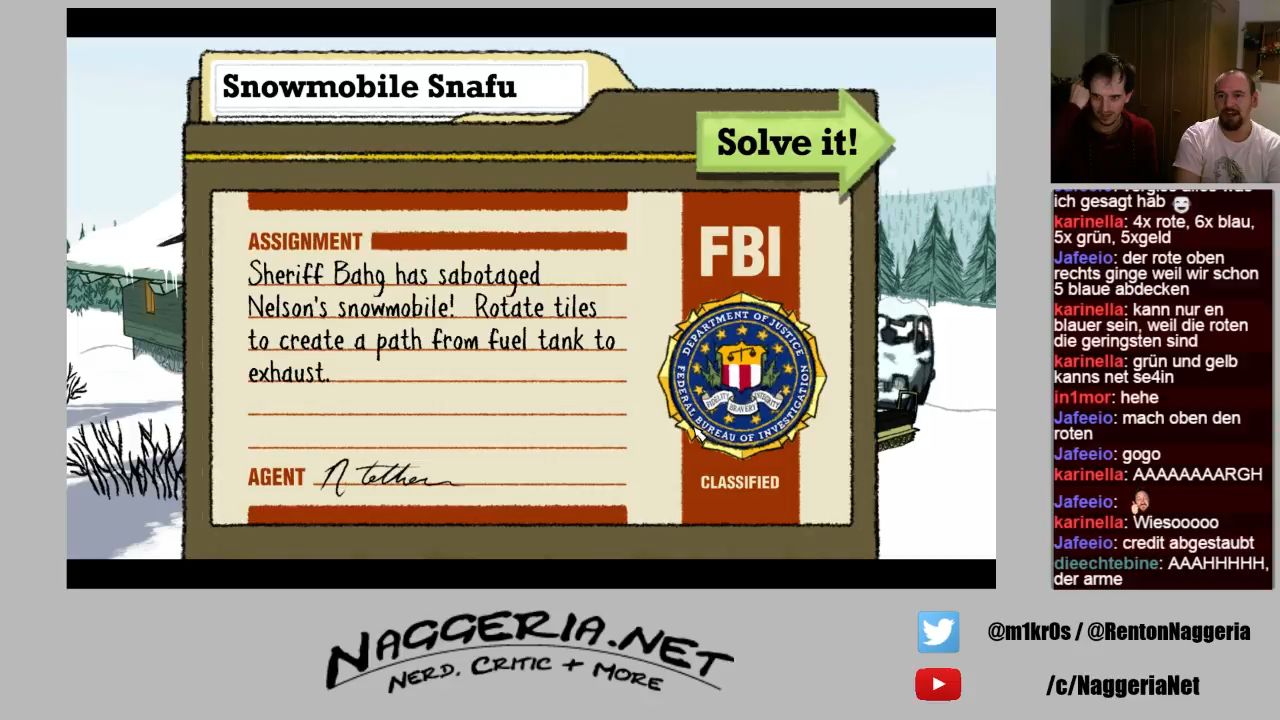 Snowmobile Snafu
Solve it!
ASSIGNMENT
Sheriff Bahg has sabotaged
Nelson's snowmobile! Rotate tiles
to create a path from fuel tank to
exhaust.
AGENT N tethers
FBI
DEPARTMENT OF JUSTICE
FEDERAL BUREAU OF INVESTIGATION
FIDELITY BRAVERY INTEGRITY
CLASSIFIED
ich gesagt hab
karinella: 4x rote, 6x blau,
5x grün, 5xgeld
Jafeeio: der rote oben
rechts ginge weil wir schon
5 blaue abdecken
karinella: kann nur en
blauer sein, weil die roten
die geringsten sind
karinella: grün und gelb
kanns net se4in
in1mor: hehe
Jafeeio: mach oben den
roten
Jafeeio: gogo
karinella: AAAAAAAARGH
Jafeeio:
karinella: Wiesooooo
Jafeeio: credit abgestaubt
dieechtebine: AAAHHHHH,
der arme
NAGGERIA.NET
NERD, CRITIC + MORE
@m1kr0s / @RentonNaggeria
/c/NaggeriaNet